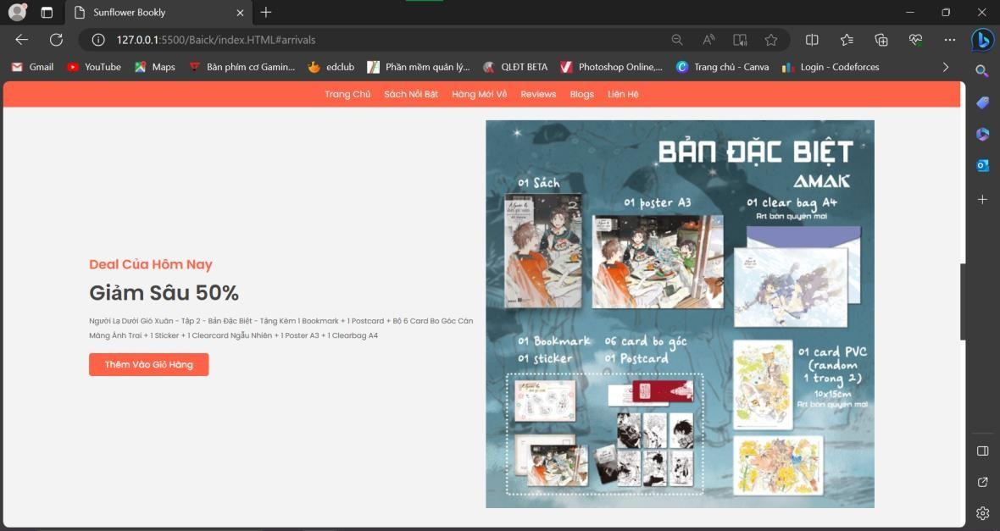 Sunflower Bookly
127.0.0.1:5500/Baick/index.HTML#arrivals
Gmail
YouTube
Maps
Bàn phím cơ Gamin...
edclub
Phần mềm quản lý...
QLĐT BETA
Photoshop Online,...
Trang chủ - Canva
Login - Codeforces
Trang Chủ
Sách Nổi Bật
Hàng Mới Về
Reviews
Blogs
Liên Hệ
Deal Của Hôm Nay
Giảm Sâu 50%
Người Lạ Dưới Gió Xuân - Tập 2 - Bản Đặc Biệt - Tặng Kèm 1 Bookmark + 1 Postcard + Bộ 6 Card Bo Góc Cán
Màng Ánh Trai + 1 Sticker + 1 Clearcard Ngẫu Nhiên + 1 Poster A3 + 1 Clearbag A4
Thêm Vào Giỏ Hàng
BẢN ĐẶC BIỆT
AMAK
01 Sách
2
01 poster A3
01 clear bag A4
Art bản quyền mới
01 Bookmark
01 sticker
06 card bo góc
01 Postcard
01 card PVC
(random
1 trong 2)
10x15cm
Art bản quyền mới